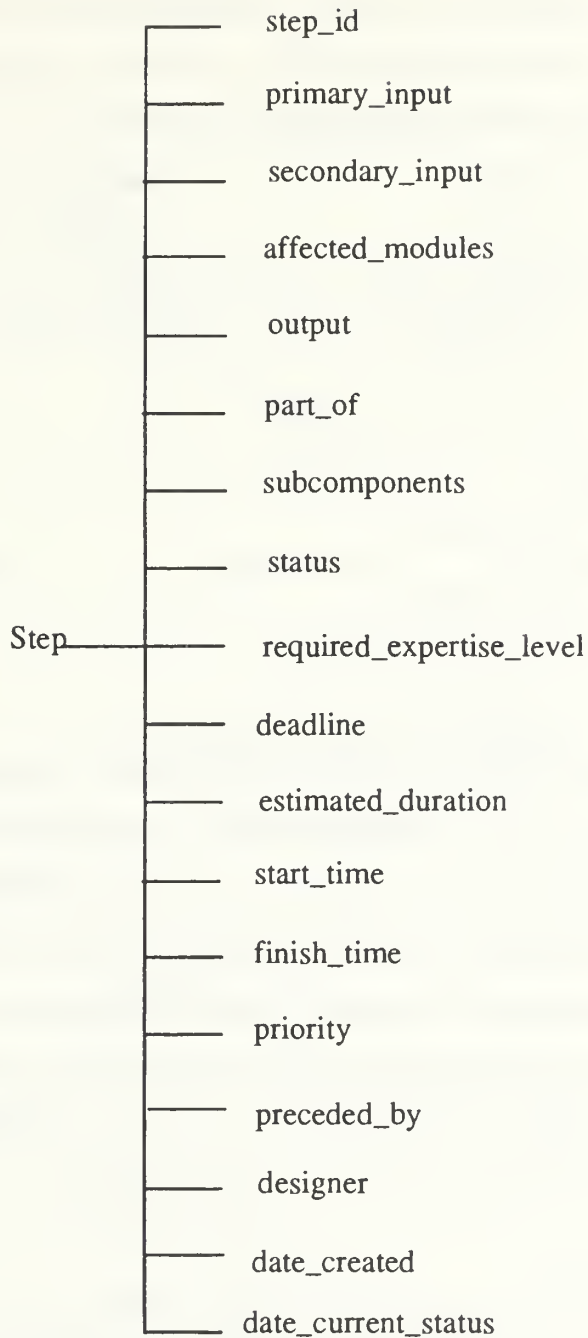 step_id
primary_input
secondary_input
affected_modules
output
part_of
subcomponents
status
Step
required_expertise_level
deadline
estimated_duration
start_time
finish_time
priority
preceded_by
designer
date_created
date_current_status